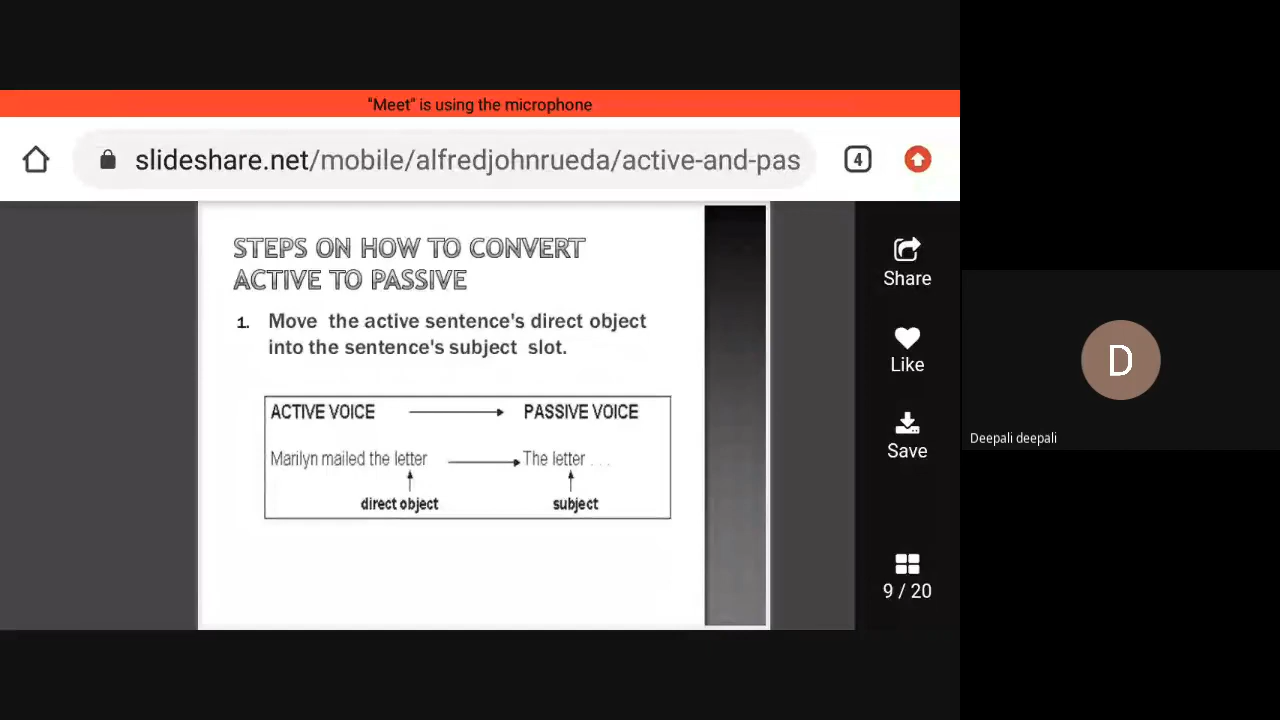 "Meet" is using the microphone
slideshare.net/mobile/alfredjohnrueda/active-and-pas
4
STEPS ON HOW TO CONVERT
ACTIVE TO PASSIVE
1. Move the active sentence's direct object
into the sentence's subject slot.
ACTIVE VOICE PASSIVE VOICE
Marilyn mailed the letter The letter . . .
direct object subject
Share
Like
Save
9 / 20
D
Deepali deepali